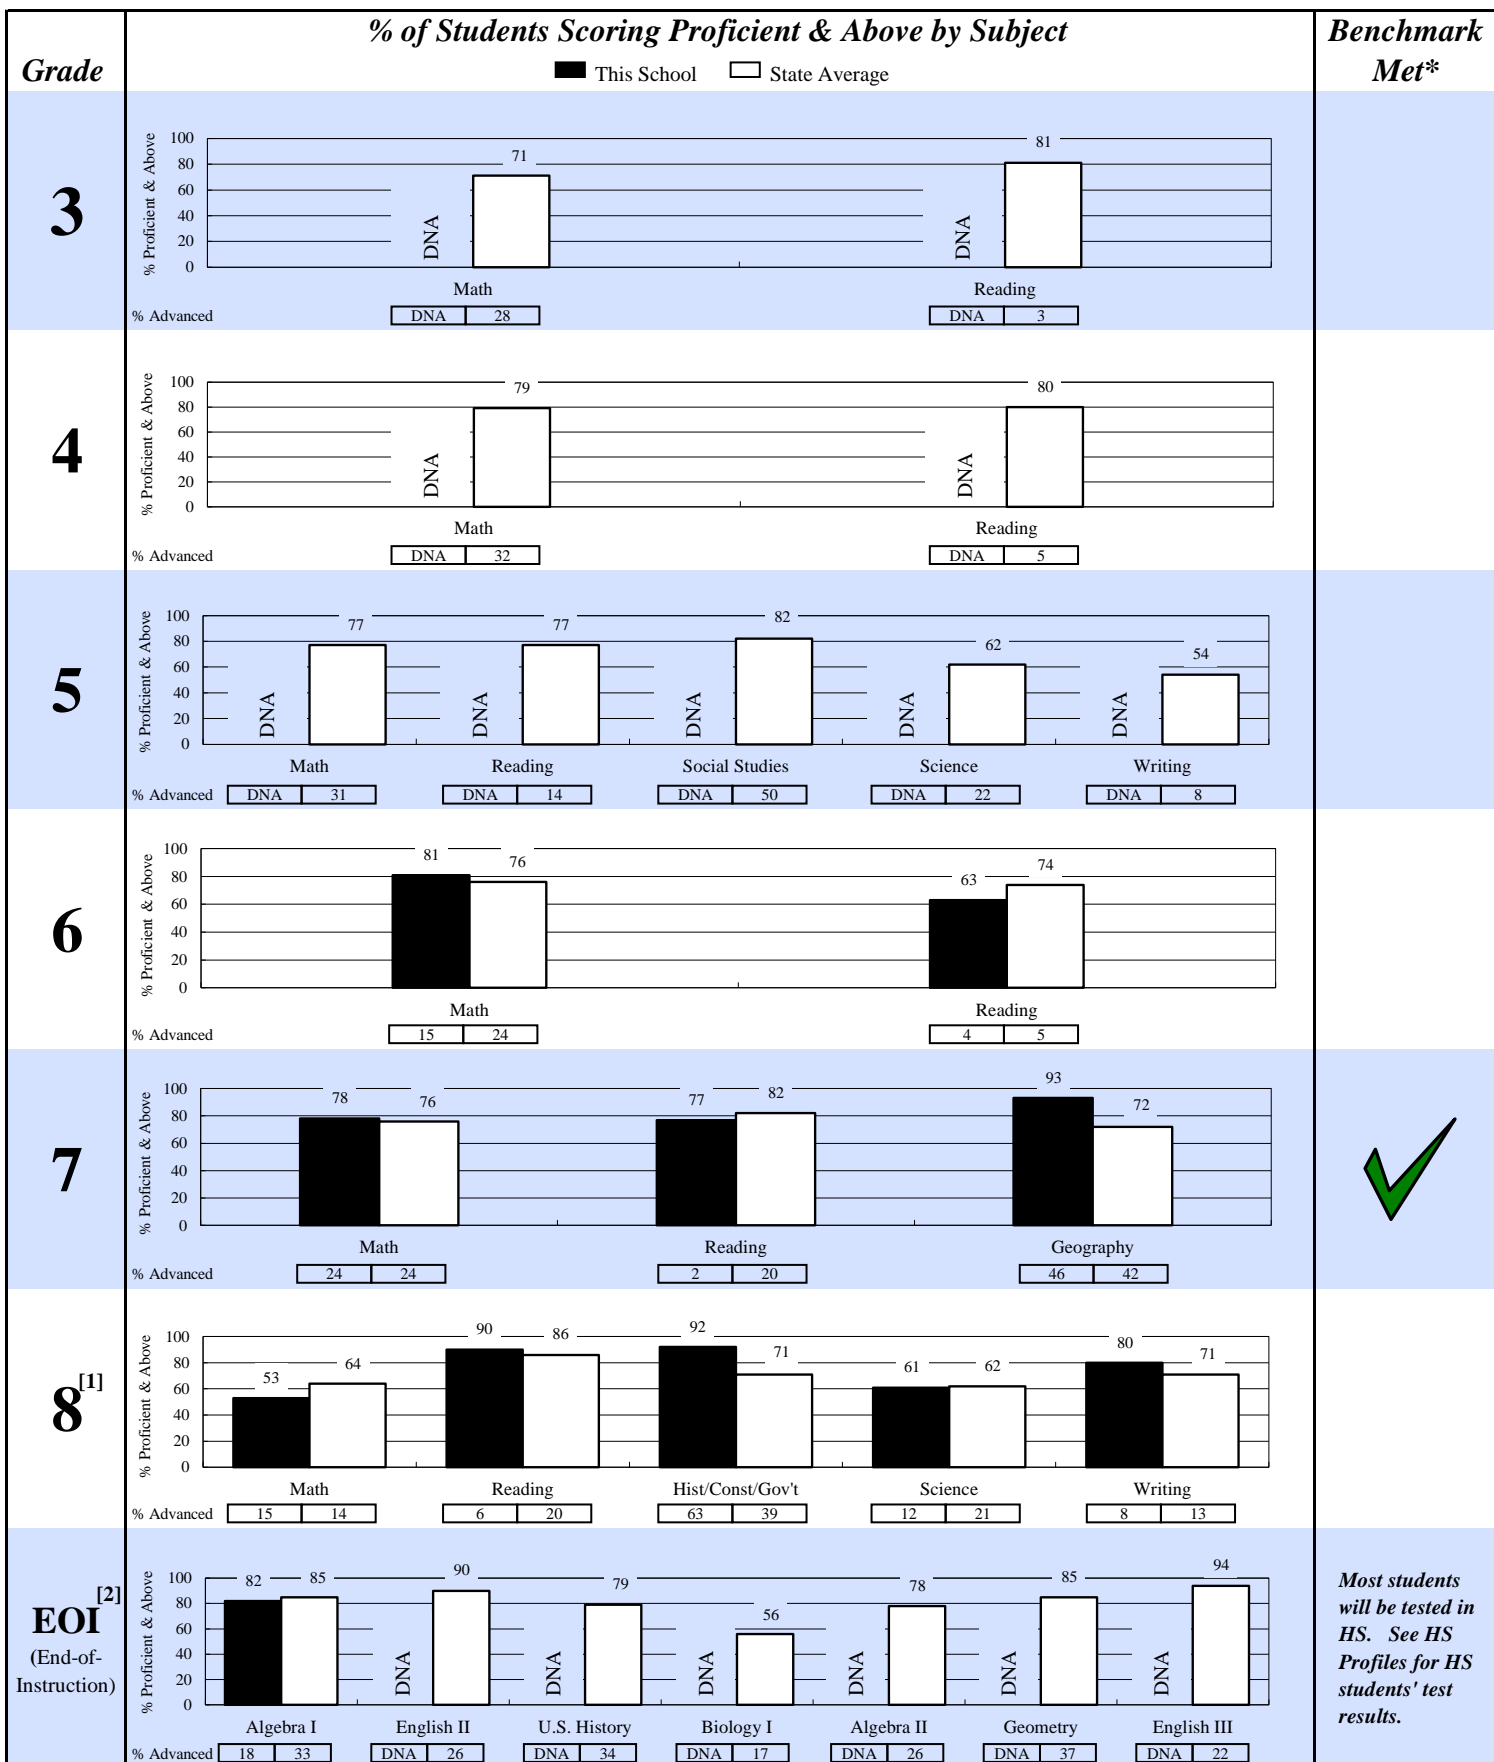 % of Students Scoring Proficient & Above by Subject
Benchmark
Met*
Grade
This School State Average
3
% Proficient & Above
100
80
60
40
20
0
DNA 71
DNA 81
Math Reading
% Advanced DNA 28 DNA 3
4
% Proficient & Above
100
80
60
40
20
0
DNA 79
DNA 80
Math Reading
% Advanced DNA 32 DNA 5
5
% Proficient & Above
100
80
60
40
20
0
DNA 77
DNA 77
DNA 82
DNA 62
DNA 54
Math Reading Social Studies Science Writing
% Advanced DNA 31 DNA 14 DNA 50 DNA 22 DNA 8
6
% Proficient & Above
100
80
60
40
20
0
81 76
63 74
Math Reading
% Advanced 15 24 4 5
7
% Proficient & Above
100
80
60
40
20
0
78 76
77 82
93 72
Math Reading Geography
% Advanced 24 24 2 20 46 42
8[1]
% Proficient & Above
100
80
60
40
20
0
53 64
90 86
92 71
61 62
80 71
Math Reading Hist/Const/Gov't Science Writing
% Advanced 15 14 6 20 63 39 12 21 8 13
EOI[2]
(End-of-
Instruction)
% Proficient & Above
100
80
60
40
20
0
82 85
DNA 90
DNA 79
DNA 56
DNA 78
DNA 85
DNA 94
Algebra I English II U.S. History Biology I Algebra II Geometry English III
% Advanced 18 33 DNA 26 DNA 34 DNA 17 DNA 26 DNA 37 DNA 22
Most students
will be tested in
HS. See HS
Profiles for HS
students' test
results.